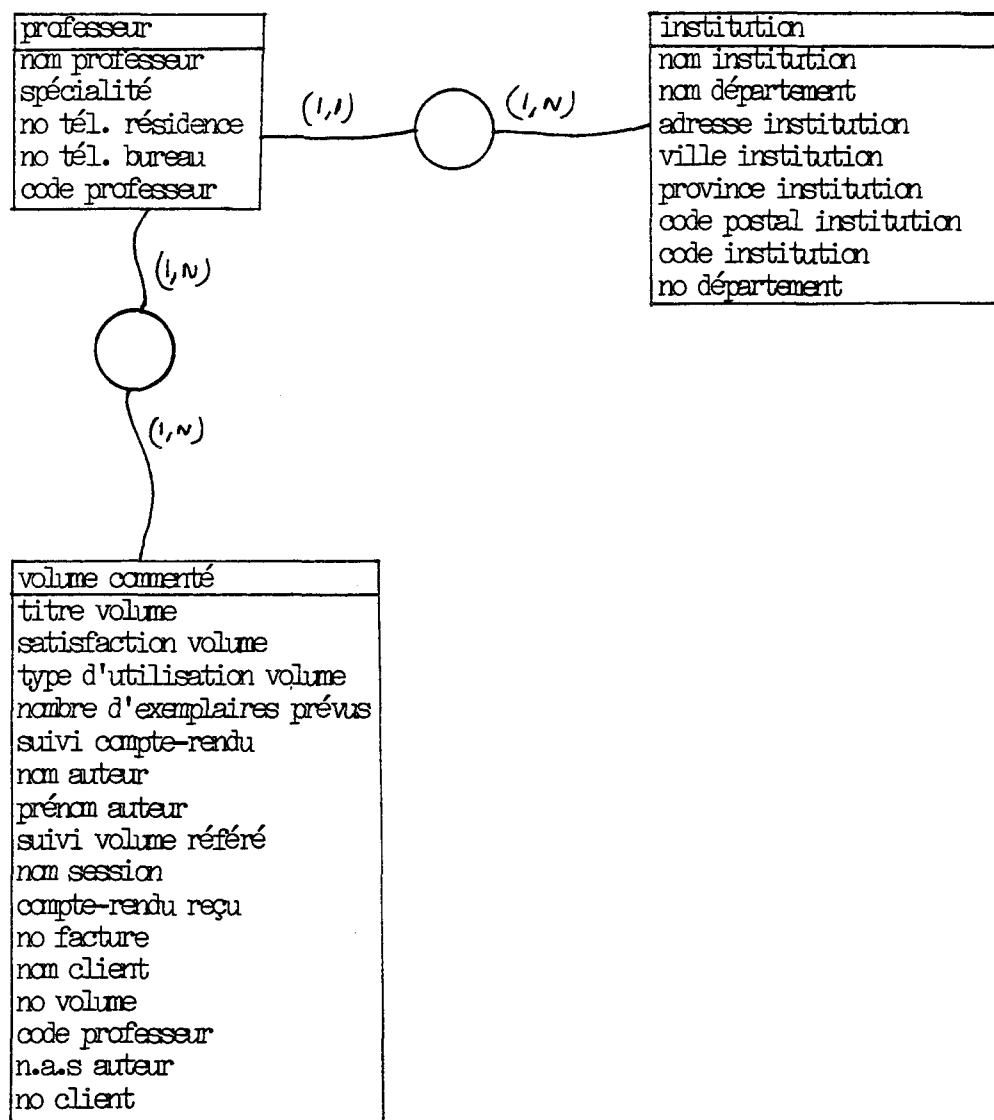 professeur
nom professeur
spécialité
no tél. résidence
no tél. bureau
code professeur
(1,1)
(1,N)
institution
nom institution
nom département
adresse institution
ville institution
province institution
code postal institution
code institution
no département
(1,N)
(1,N)
volume commenté
titre volume
satisfaction volume
type d'utilisation volume
nombre d'exemplaires prévus
suivi compte-rendu
nom auteur
prénom auteur
suivi volume référé
nom session
compte-rendu reçu
no facture
nom client
no volume
code professeur
n.a.s auteur
no client